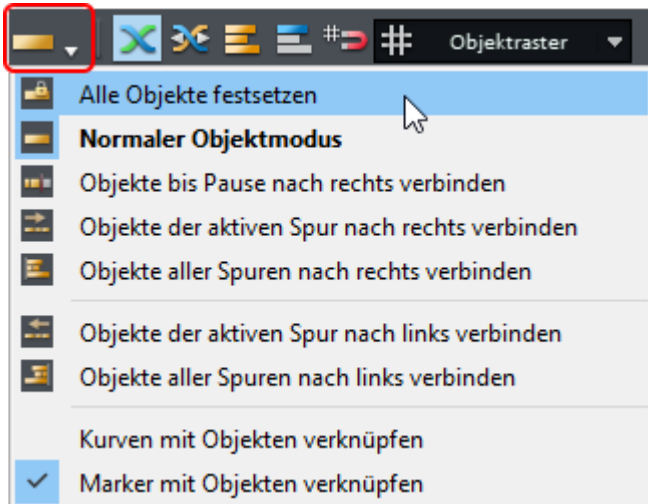 Objektraster
Alle Objekte festsetzen
Normaler Objektmodus
Objekte bis Pause nach rechts verbinden
Objekte der aktiven Spur nach rechts verbinden
Objekte aller Spuren nach rechts verbinden
Objekte der aktiven Spur nach links verbinden
Objekte aller Spuren nach links verbinden
Kurven mit Objekten verknüpfen
Marker mit Objekten verknüpfen